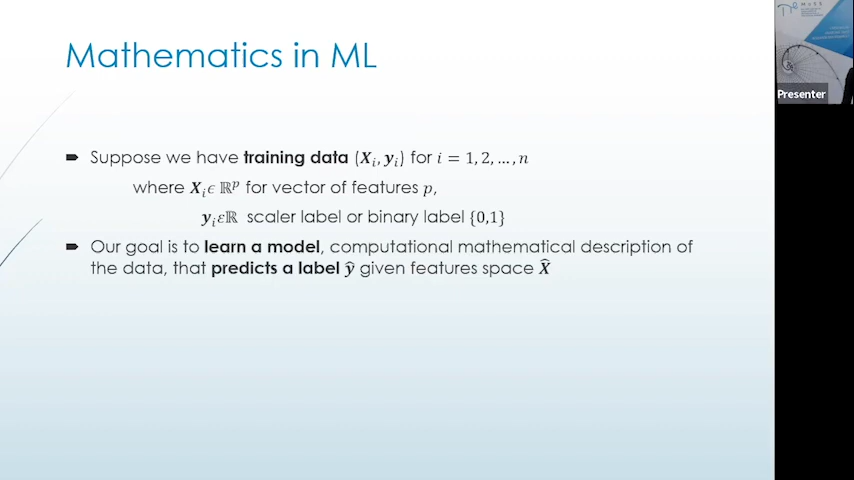 Mathematics in ML
Suppose we have training data (Xᵢ, yᵢ) for i = 1, 2, …, n
where Xᵢϵ ℝᵖ for vector of features p,
yᵢεℝ scaler label or binary label {0,1}
Our goal is to learn a model, computational mathematical description of
the data, that predicts a label ŷ given features space X̂
Presenter